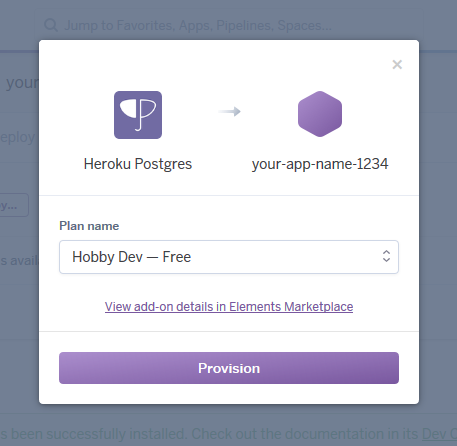 Jump to Favorites, Apps, Pipelines, Spaces...
your
eploy
Heroku Postgres
your-app-name-1234
y...
Plan name
s avail
Hobby Dev — Free
View add-on details in Elements Marketplace
Provision
s been successfully installed. Check out the documentation in its Dev